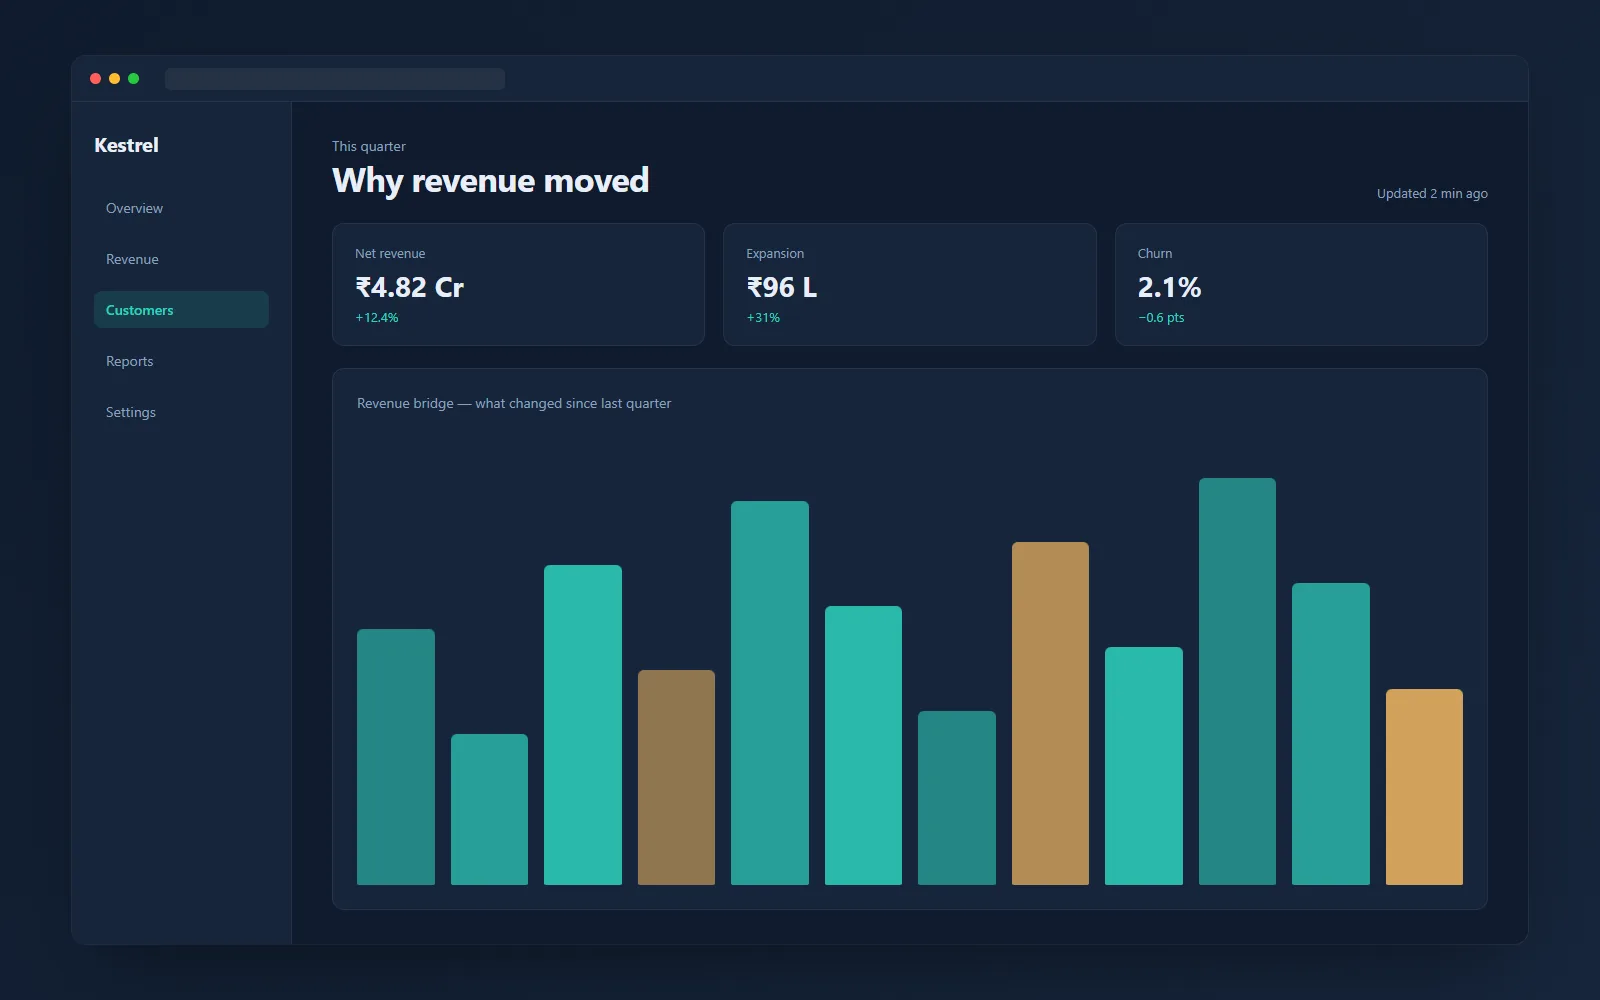 Kestrel
Overview
Revenue
Customers
Reports
Settings
This quarter
Why revenue moved
Updated 2 min ago
Net revenue
₹4.82 Cr
+12.4%
Expansion
₹96 L
+31%
Churn
2.1%
−0.6 pts
Revenue bridge — what changed since last quarter